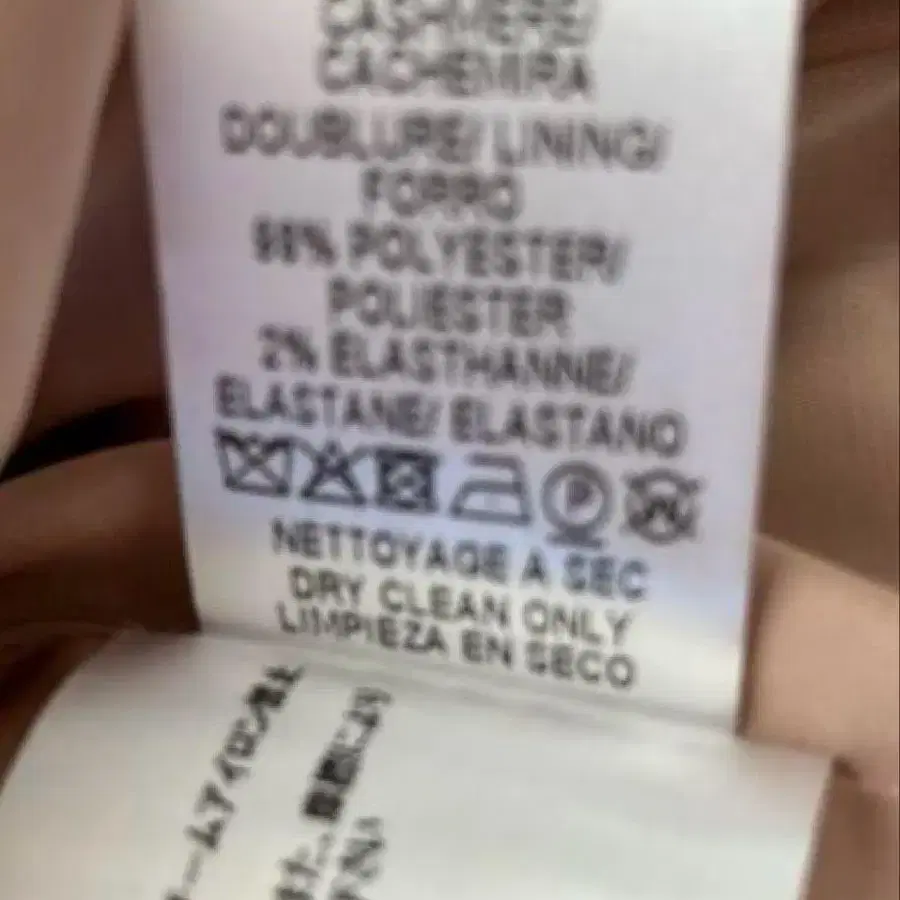 CASHMERE/
CACHEMIRA
DOUBLURE/ LINING/
FORRO
98% POLYESTER/
POLIESTER
2% ELASTHANNE/
ELASTANE/ ELASTANO
P
W
NETTOYAGE A SEC
DRY CLEAN ONLY
LIMPIEZA EN SECO